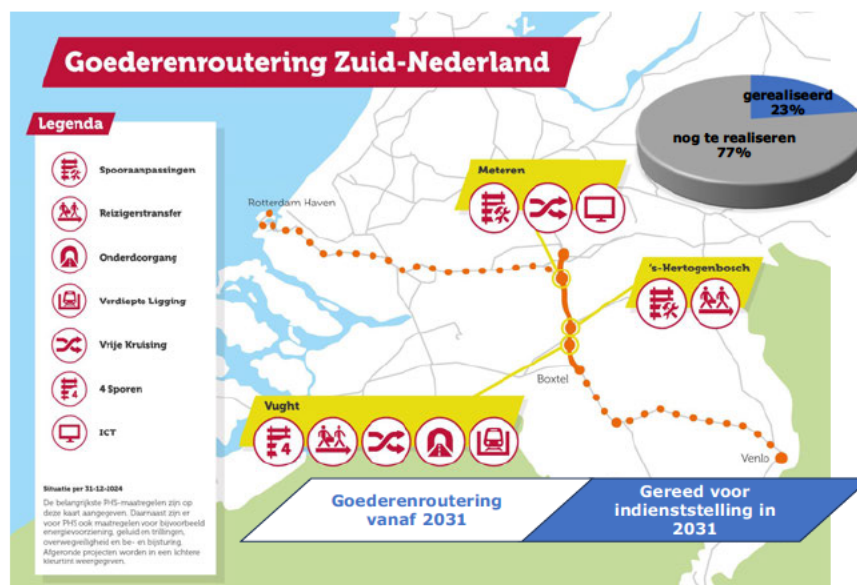 Goederenroutering Zuid-Nederland
gerealiseerd
23%
nog te realiseren
77%
Legenda
Spooraanpassingen
Reizigerstransfer
Onderdoorgang
Verdiepte Ligging
Vrije Kruising
4
4 Sporen
ICT
Rotterdam Haven
Meteren
's-Hertogenbosch
Boxtel
Vught
4
Venlo
Situatie per 31-12-2024
De belangrijkste PHS-maatregelen zijn op
deze kaart aangegeven. Daarnaast zijn er
voor PHS ook maatregelen voor bijvoorbeeld
energievoorziening, geluid en trillingen,
overwegveiligheid en be- en bijsturing.
Afgeronde projecten worden in een lichtere
kleurtint weergegeven.
Goederenroutering
vanaf 2031
Gereed voor
indienststelling in
2031